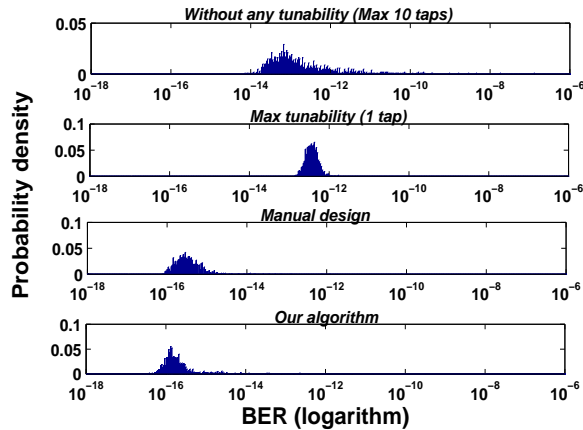 Without any tunability (Max 10 taps)
0.05
0
10⁻¹⁸ 10⁻¹⁶ 10⁻¹⁴ 10⁻¹² 10⁻¹⁰ 10⁻⁸ 10⁻⁶
Max tunability (1 tap)
0.1
0.05
0
10⁻¹⁸ 10⁻¹⁶ 10⁻¹⁴ 10⁻¹² 10⁻¹⁰ 10⁻⁸ 10⁻⁶
Manual design
0.1
0.05
0
10⁻¹⁸ 10⁻¹⁶ 10⁻¹⁴ 10⁻¹² 10⁻¹⁰ 10⁻⁸ 10⁻⁶
Our algorithm
0.1
0.05
0
10⁻¹⁸ 10⁻¹⁶ 10⁻¹⁴ 10⁻¹² 10⁻¹⁰ 10⁻⁸ 10⁻⁶
BER (logarithm)
Probability density